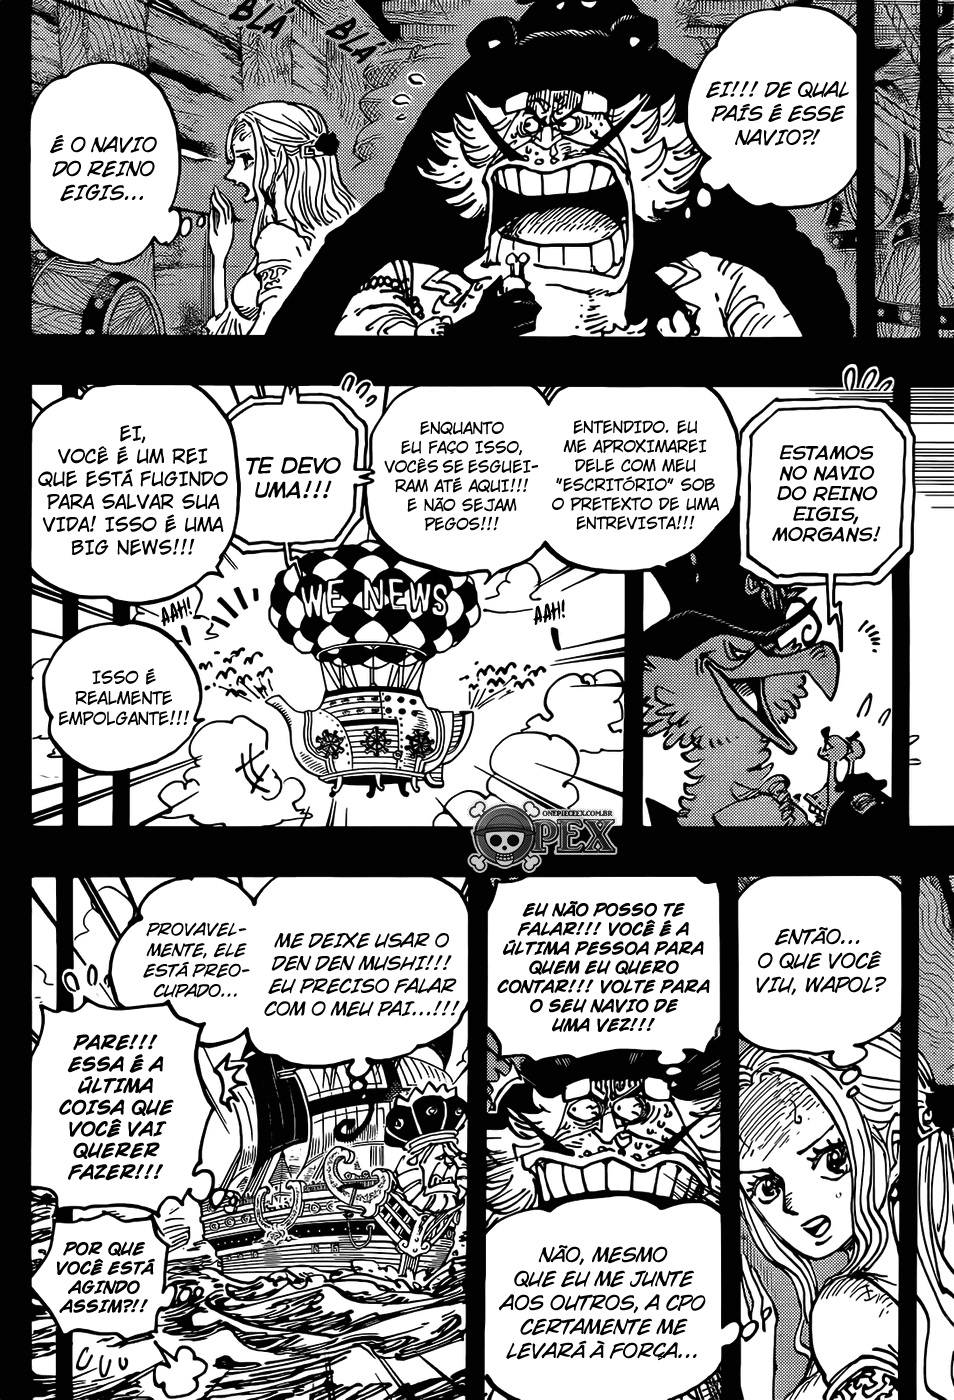 BLÁ
BLÁ
EI!!! DE QUAL
PAÍS É ESSE
NAVIO?!
É O NAVIO
DO REINO
EIGIS...
ESTAMOS
NO NAVIO
DO REINO
EIGIS,
MORGANS!
ENTENDIDO. EU
ME APROXIMAREI
DELE COM MEU
"ESCRITÓRIO" SOB
O PRETEXTO DE UMA
ENTREVISTA!!!
ENQUANTO
EU FAÇO ISSO,
VOCÊS SE ESGUEI-
RAM ATÉ AQUI!!!
E NÃO SEJAM
PEGOS!!!
TE DEVO
UMA!!!
EI,
VOCÊ É UM REI
QUE ESTÁ FUGINDO
PARA SALVAR SUA
VIDA! ISSO É UMA
BIG NEWS!!!
WE NEWS
AAH!
AAH!
ISSO É
REALMENTE
EMPOLGANTE!!!
ONEPIECEEX.COM.BR
OPEX
ENTÃO...
O QUE VOCÊ
VIU, WAPOL?
EU NÃO POSSO TE
FALAR!!! VOCÊ É A
ÚLTIMA PESSOA PARA
QUEM EU QUERO
CONTAR!!! VOLTE PARA
O SEU NAVIO DE
UMA VEZ!!!
NÃO, MESMO
QUE EU ME JUNTE
AOS OUTROS, A CP0
CERTAMENTE ME
LEVARÁ À FORÇA...
ME DEIXE USAR O
DEN DEN MUSHI!!!
EU PRECISO FALAR
COM O MEU PAI...!!!
PROVAVEL-
MENTE, ELE
ESTÁ PREO-
CUPADO...
PARE!!!
ESSA É A
ÚLTIMA
COISA QUE
VOCÊ VAI
QUERER
FAZER!!!
POR QUE
VOCÊ ESTÁ
AGINDO
ASSIM?!!